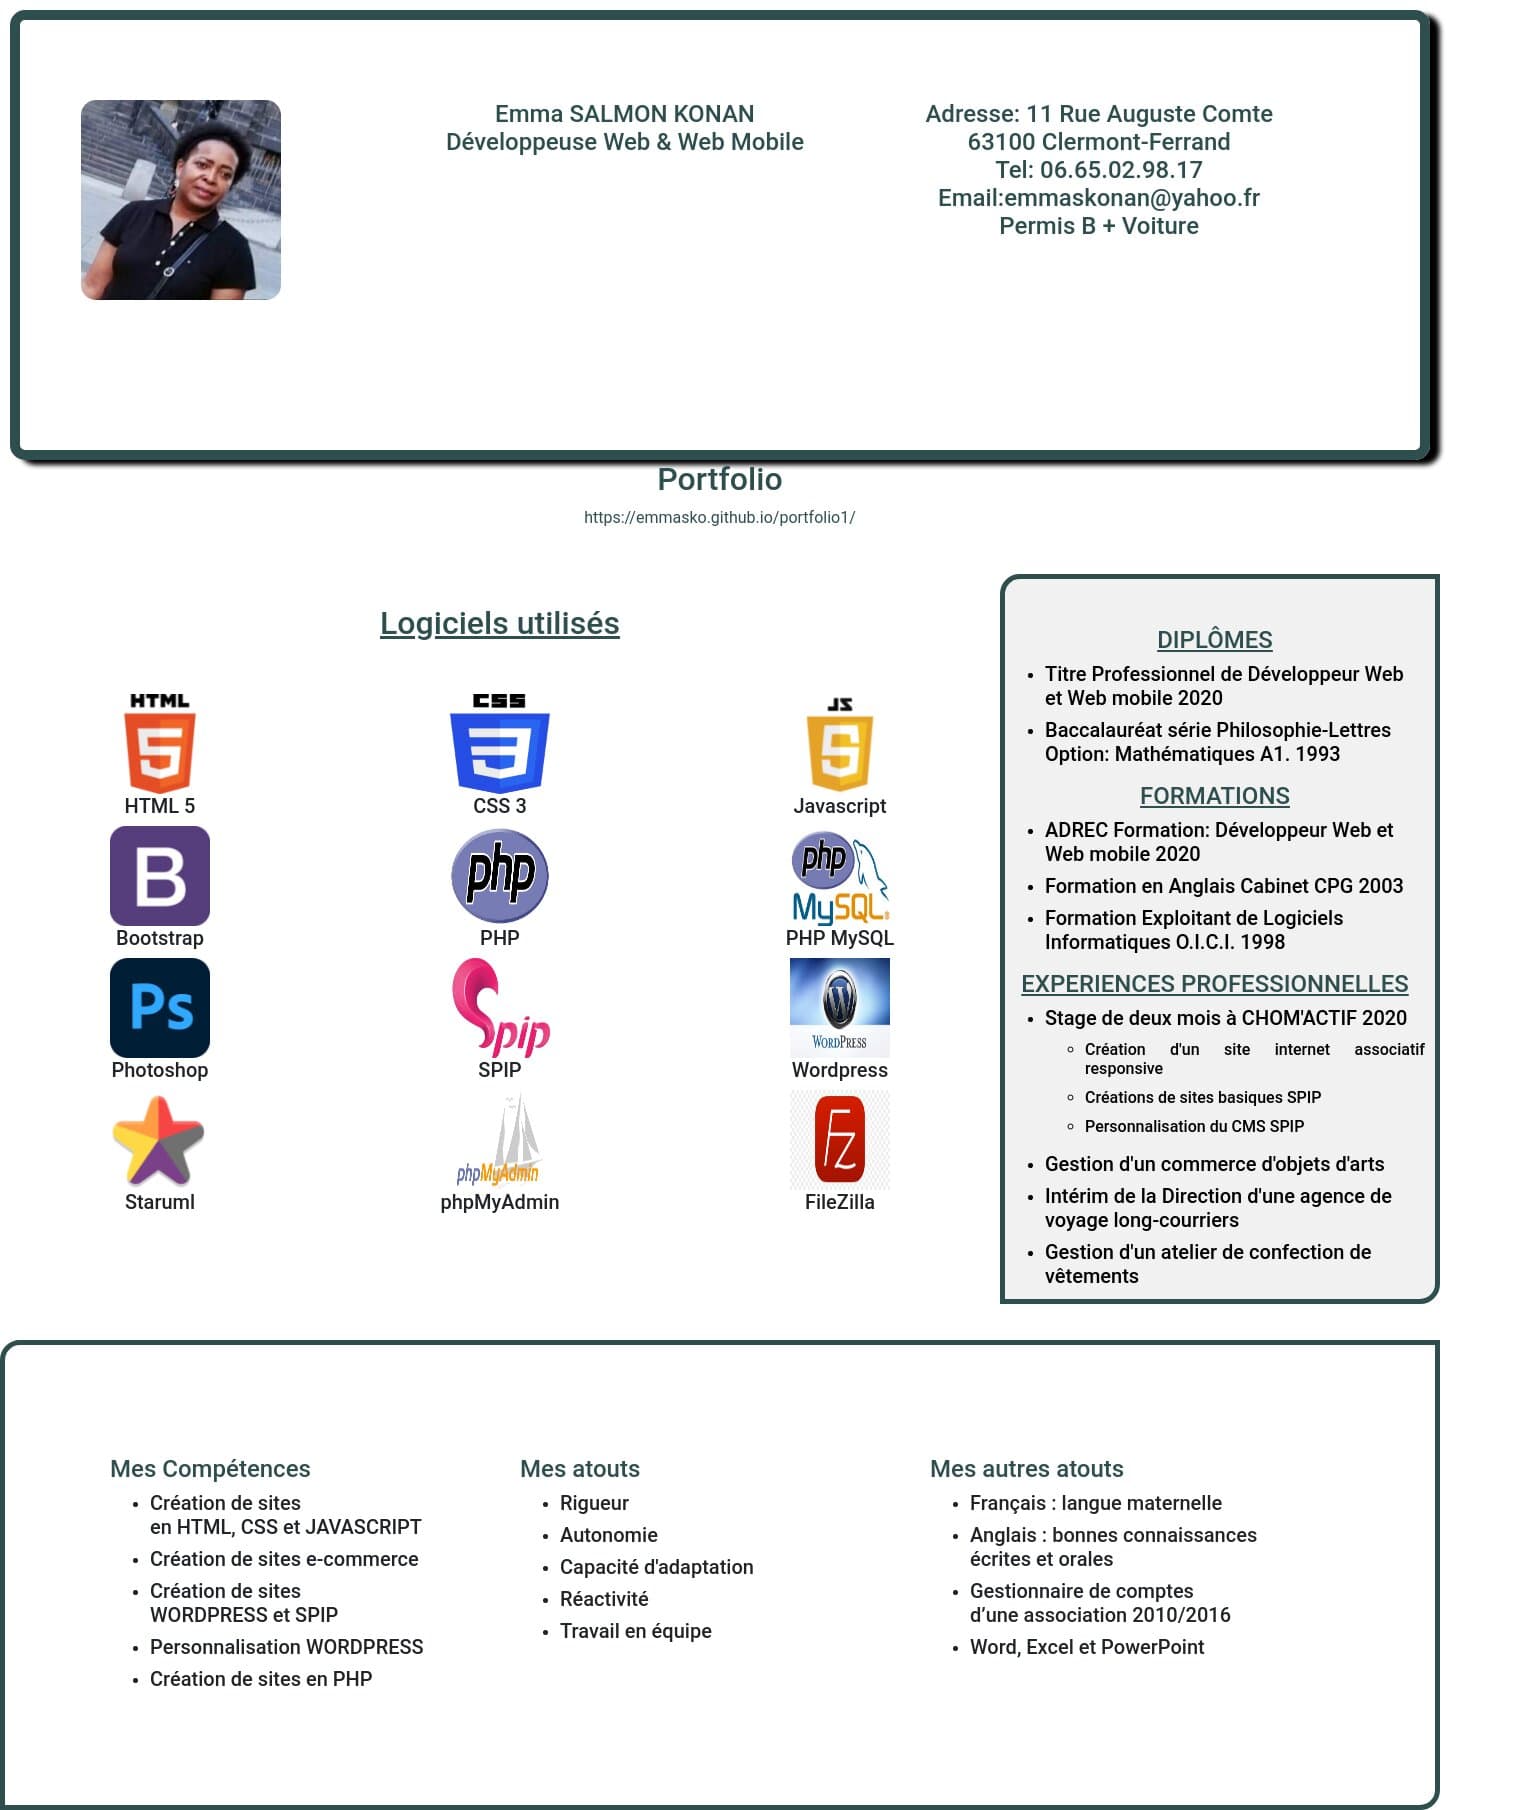 Emma SALMON KONAN
Développeuse Web & Web Mobile
Adresse: 11 Rue Auguste Comte
63100 Clermont-Ferrand
Tel: 06.65.02.98.17
Email:emmaskonan@yahoo.fr
Permis B + Voiture
Portfolio
https://emmasko.github.io/portfolio1/
Logiciels utilisés
HTML
5
HTML 5
CSS
3
CSS 3
JS
5
Javascript
B
Bootstrap
php
PHP
php
MySQL®
PHP MySQL
Ps
Photoshop
Spip
SPIP
W
WORDPRESS
Wordpress
Staruml
phpMyAdmin
phpMyAdmin
FZ
FileZilla
DIPLÔMES
• Titre Professionnel de Développeur Web
et Web mobile 2020
• Baccalauréat série Philosophie-Lettres
Option: Mathématiques A1. 1993
FORMATIONS
• ADREC Formation: Développeur Web et
Web mobile 2020
• Formation en Anglais Cabinet CPG 2003
• Formation Exploitant de Logiciels
Informatiques O.I.C.I. 1998
EXPERIENCES PROFESSIONNELLES
• Stage de deux mois à CHOM'ACTIF 2020
◦ Création d'un site internet associatif
responsive
◦ Créations de sites basiques SPIP
◦ Personnalisation du CMS SPIP
• Gestion d'un commerce d'objets d'arts
• Intérim de la Direction d'une agence de
voyage long-courriers
• Gestion d'un atelier de confection de
vêtements
Mes Compétences
• Création de sites
en HTML, CSS et JAVASCRIPT
• Création de sites e-commerce
• Création de sites
WORDPRESS et SPIP
• Personnalisation WORDPRESS
• Création de sites en PHP
Mes atouts
• Rigueur
• Autonomie
• Capacité d'adaptation
• Réactivité
• Travail en équipe
Mes autres atouts
• Français : langue maternelle
• Anglais : bonnes connaissances
écrites et orales
• Gestionnaire de comptes
d’une association 2010/2016
• Word, Excel et PowerPoint